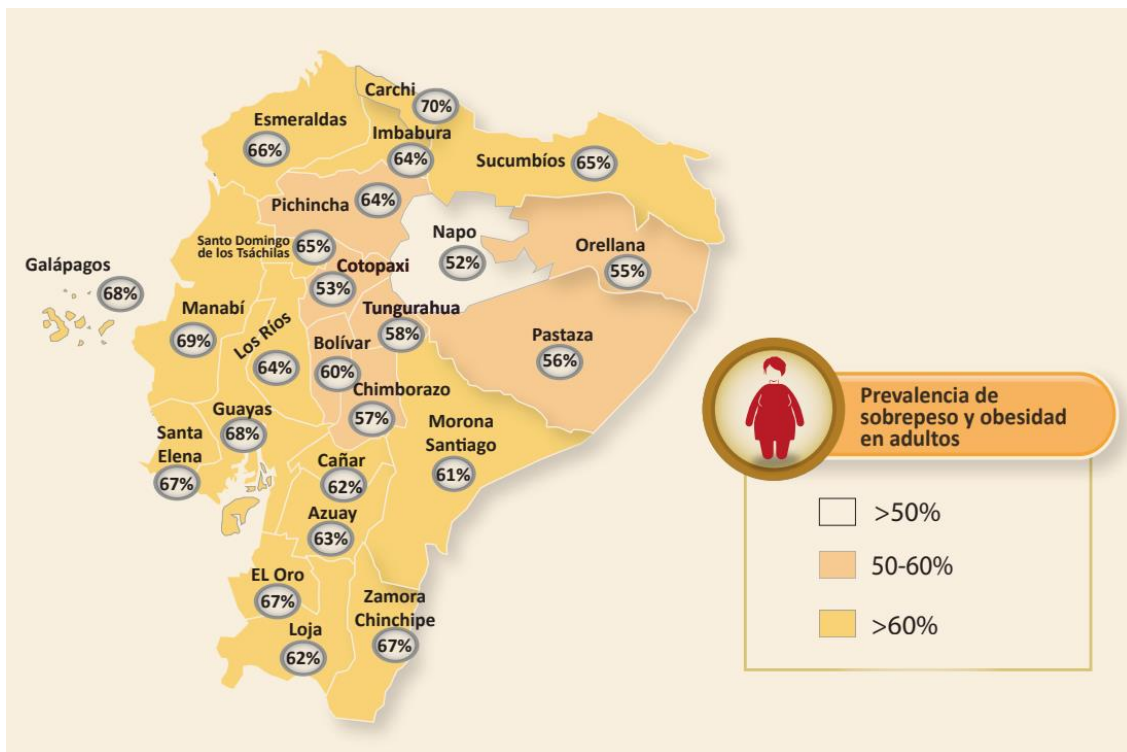 Carchi
70%
Esmeraldas
66%
Imbabura
64%
Sucumbíos
65%
Pichincha
64%
Santo Domingo
de los Tsáchilas
65%
Napo
52%
Orellana
55%
Galápagos
68%
Cotopaxi
53%
Manabí
69%
Los Ríos
64%
Tungurahua
58%
Bolívar
60%
Pastaza
56%
Chimborazo
57%
Guayas
68%
Santa
Elena
67%
Morona
Santiago
61%
Cañar
62%
Azuay
63%
EL Oro
67%
Loja
62%
Zamora
Chinchipe
67%
Prevalencia de
sobrepeso y obesidad
en adultos
>50%
50-60%
>60%